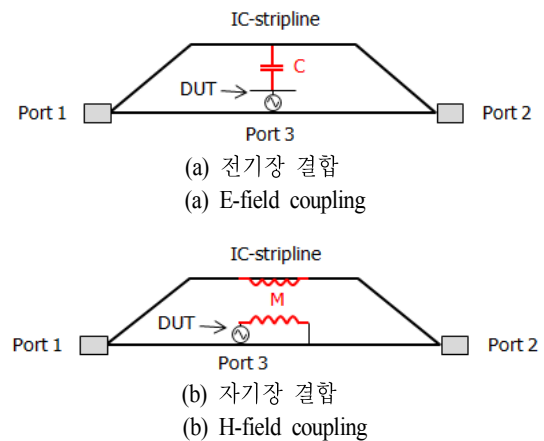 IC-stripline
C
DUT
Port 1
Port 2
Port 3
(a) 전기장 결합
(a) E-field coupling
IC-stripline
M
DUT
Port 1
Port 2
Port 3
(b) 자기장 결합
(b) H-field coupling